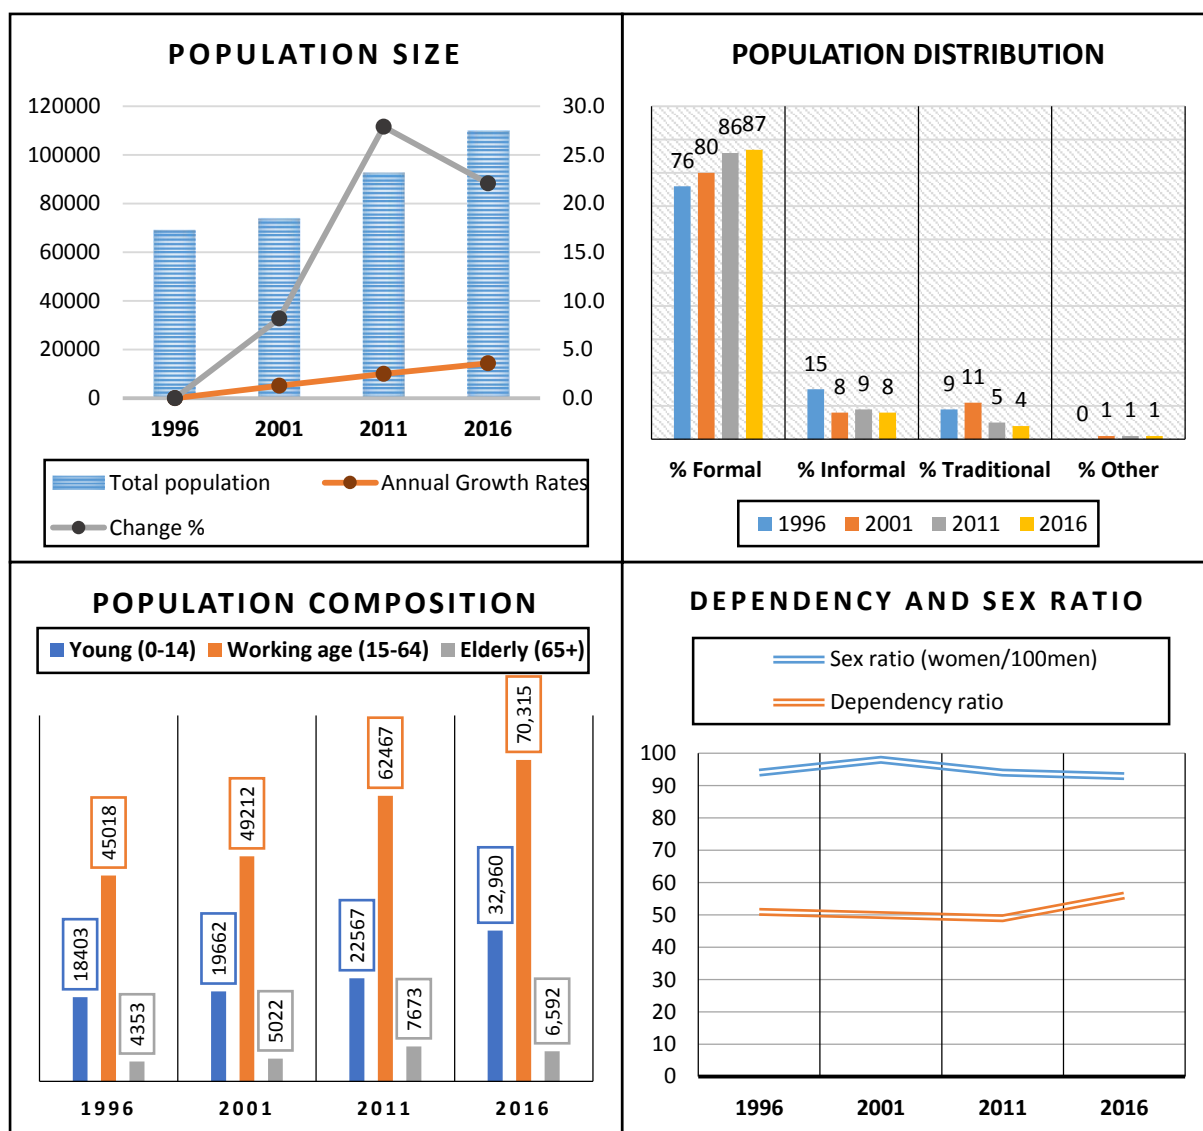 POPULATION SIZE
120000
100000
80000
60000
40000
20000
0
30.0
25.0
20.0
15.0
10.0
5.0
0.0
1996 2001 2011 2016
Total population Annual Growth Rates
Change %
POPULATION DISTRIBUTION
76 80 86 87
15 8 9 8
9 11 5 4
0 1 1 1
% Formal % Informal % Traditional % Other
1996 2001 2011 2016
POPULATION COMPOSITION
Young (0-14) Working age (15-64) Elderly (65+)
18403 45018 4353
19662 49212 5022
22567 62467 7673
32,960 70,315 6,592
1996 2001 2011 2016
DEPENDENCY AND SEX RATIO
Sex ratio (women/100men)
Dependency ratio
100
90
80
70
60
50
40
30
20
10
0
1996 2001 2011 2016